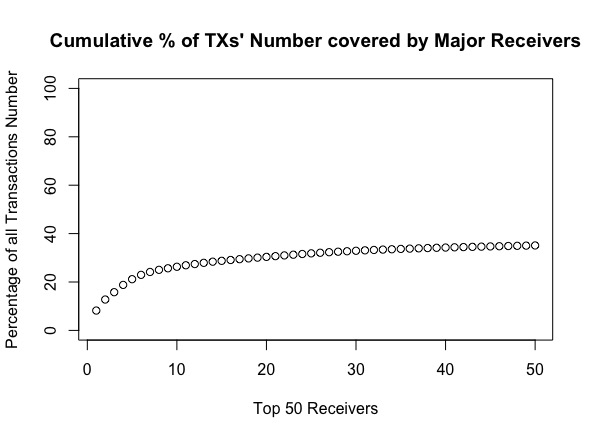 Cumulative % of TXs' Number covered by Major Receivers
Percentage of all Transactions Number
100
80
60
40
20
0
0 10 20 30 40 50
Top 50 Receivers